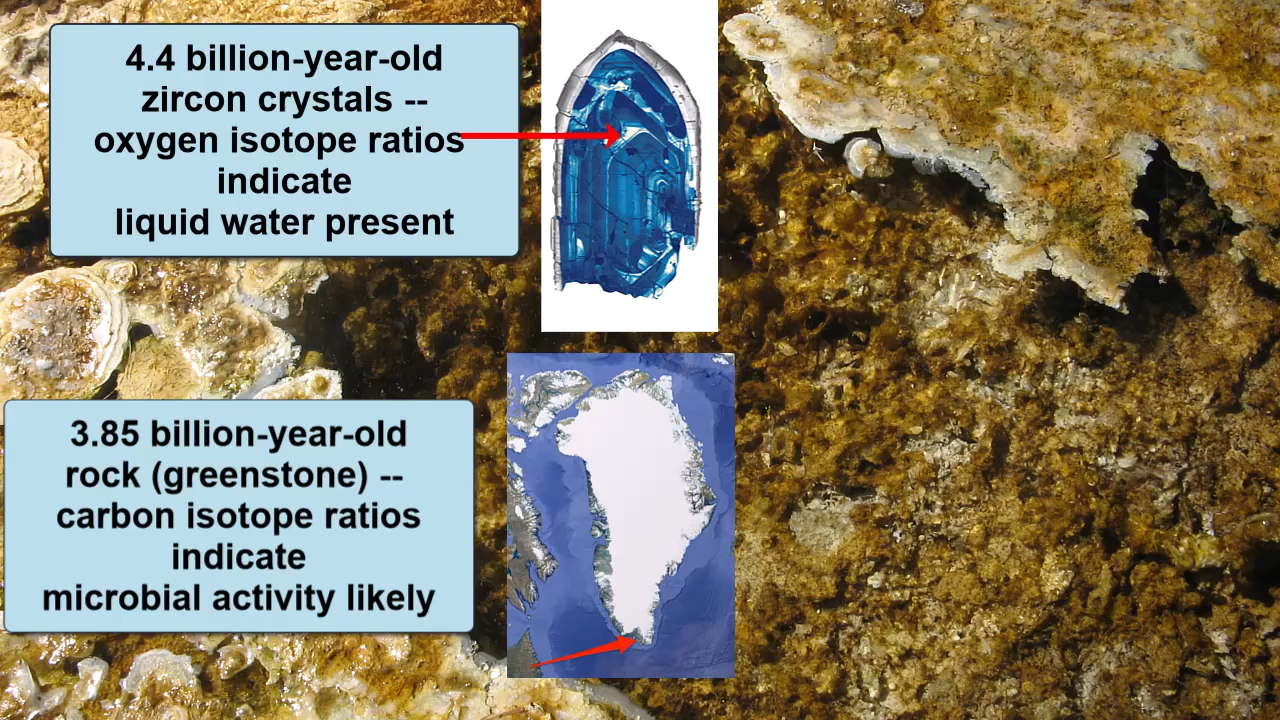 4.4 billion-year-old
zircon crystals --
oxygen isotope ratios
indicate
liquid water present
3.85 billion-year-old
rock (greenstone) --
carbon isotope ratios
indicate
microbial activity likely